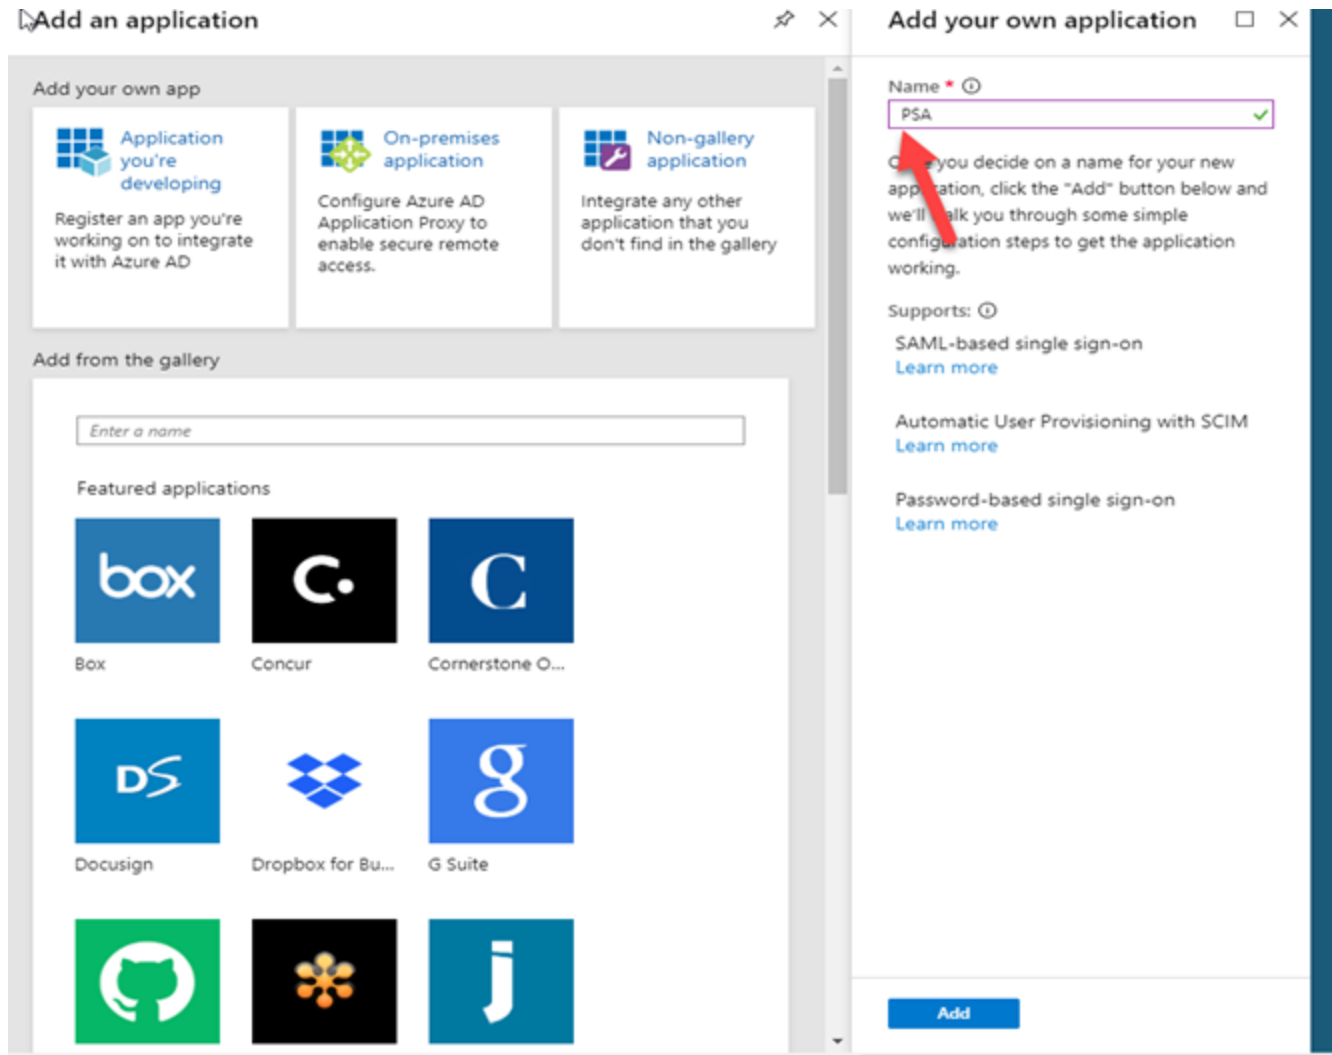 Add an application
Add your own app
Application
you're
developing
Register an app you're
working on to integrate
it with Azure AD
On-premises
application
Configure Azure AD
Application Proxy to
enable secure remote
access.
Non-gallery
application
Integrate any other
application that you
don't find in the gallery
Add from the gallery
Enter a name
Featured applications
box
C.
C
Box
Concur
Cornerstone O...
DS
g
Docusign
Dropbox for Bu...
G Suite
j
Add your own application
Name *
PSA
you decide on a name for your new
click the "Add" button below and
we'll you through some simple
configuration steps to get the application
working.
Supports:
SAML-based single sign-on
Learn more
Automatic User Provisioning with SCIM
Learn more
Password-based single sign-on
Learn more
Add